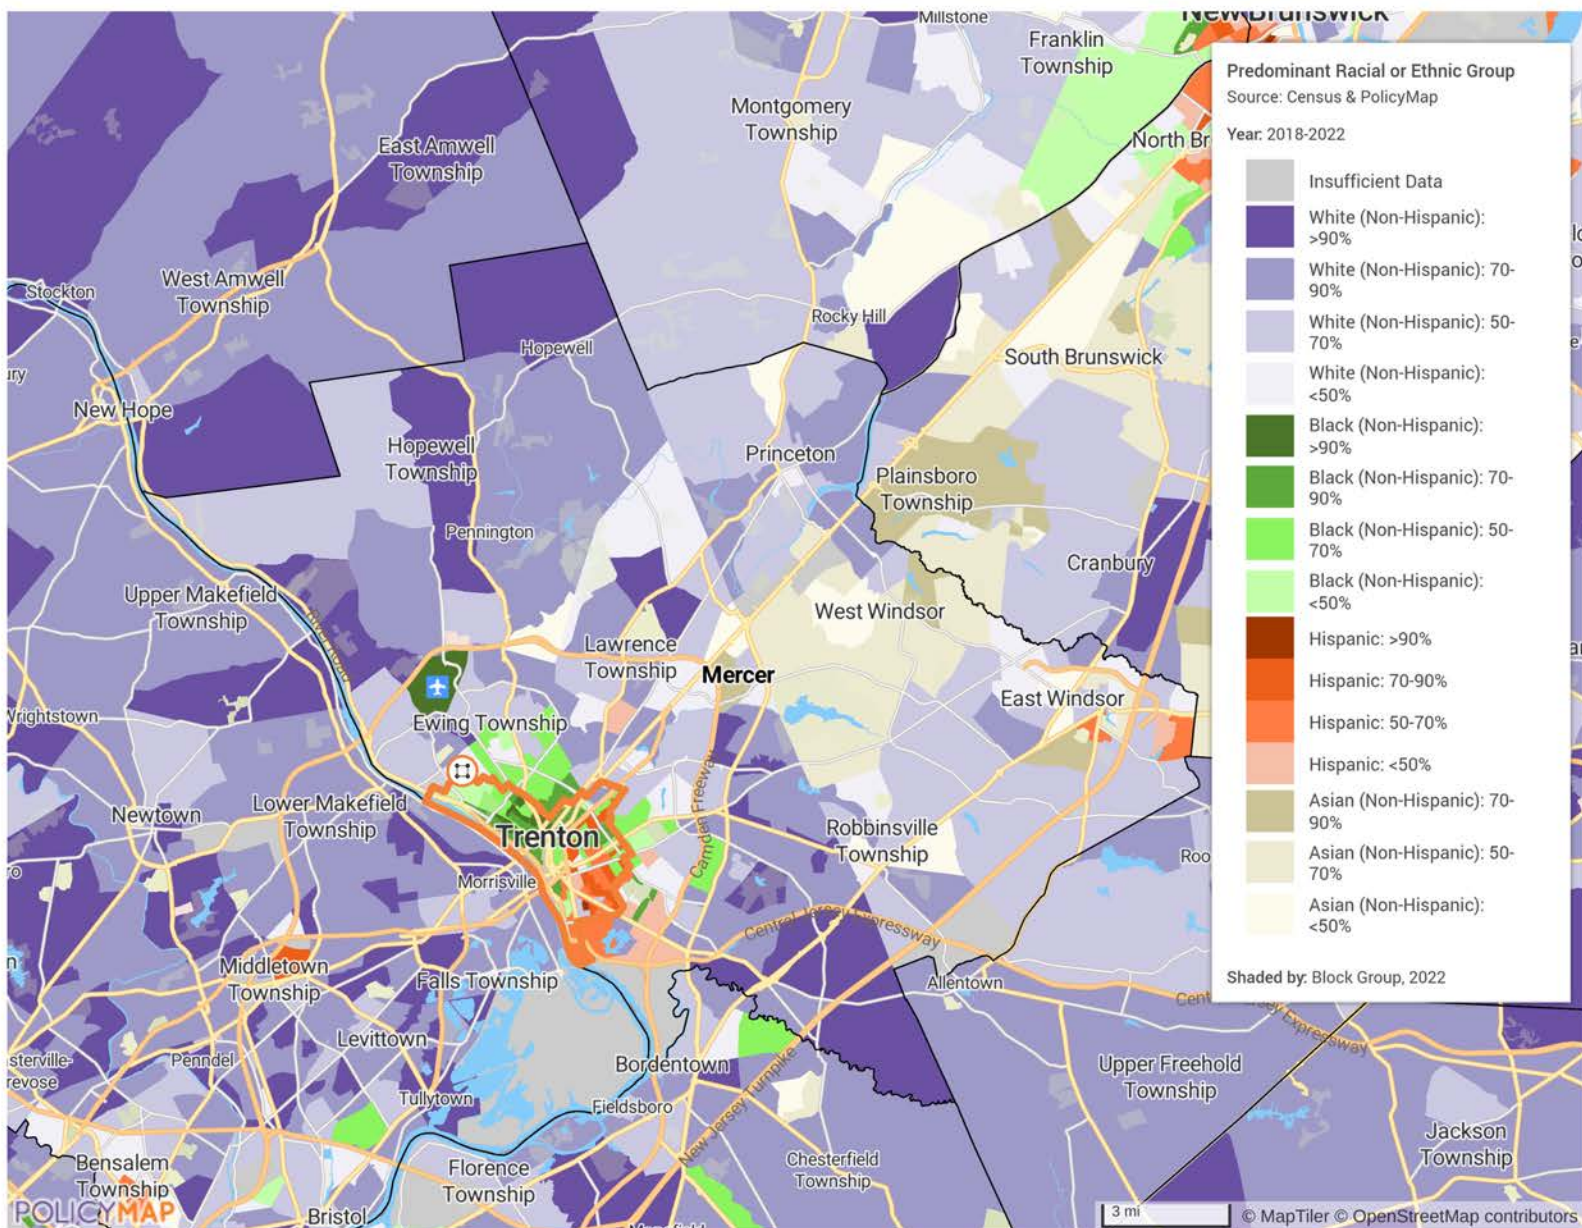 Millstone
New Brunswick
Franklin
Township
Montgomery
Township
North Br
East Amwell
Township
West Amwell
Township
Stockton
Rocky Hill
Hopewell
South Brunswick
ury
New Hope
Hopewell
Township
Princeton
Plainsboro
Township
Pennington
Cranbury
Upper Makefield
Township
River Road
West Windsor
Lawrence
Township
Mercer
East Windsor
Wrightstown
Ewing Township
Newtown
Lower Makefield
Township
Trenton
Camden Freeway
Robbinsville
Township
Roo
Morrisville
Central Jersey Expressway
Middletown
Township
Falls Township
Allentown
Levittown
Penndel
asterville-
revose
Bordentown
Upper Freehold
Township
Tullytown
Fieldsboro
New Jersey Turnpike
Jackson
Township
Bensalem
Township
Florence
Township
Chesterfield
Township
Bristol
POLICYMAP
3 mi
© MapTiler © OpenStreetMap contributors
Predominant Racial or Ethnic Group
Source: Census & PolicyMap
Year: 2018-2022
Insufficient Data
White (Non-Hispanic):
>90%
White (Non-Hispanic): 70-
90%
White (Non-Hispanic): 50-
70%
White (Non-Hispanic):
<50%
Black (Non-Hispanic):
>90%
Black (Non-Hispanic): 70-
90%
Black (Non-Hispanic): 50-
70%
Black (Non-Hispanic):
<50%
Hispanic: >90%
Hispanic: 70-90%
Hispanic: 50-70%
Hispanic: <50%
Asian (Non-Hispanic): 70-
90%
Asian (Non-Hispanic): 50-
70%
Asian (Non-Hispanic):
<50%
Shaded by: Block Group, 2022